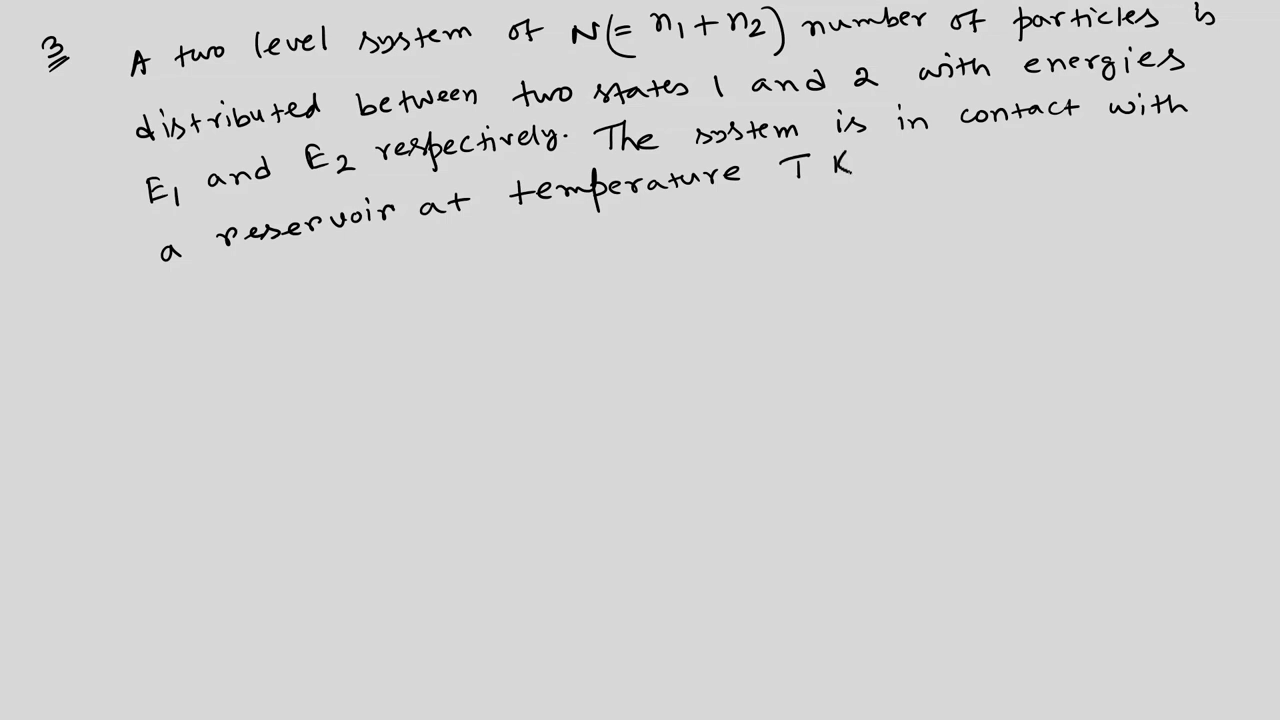 3 A two level system of N(= n₁ + n₂) number of particles is
distributed between two states 1 and 2 with energies
E₁ and E₂ respectively. The system is in contact with
a reservoir at temperature T K